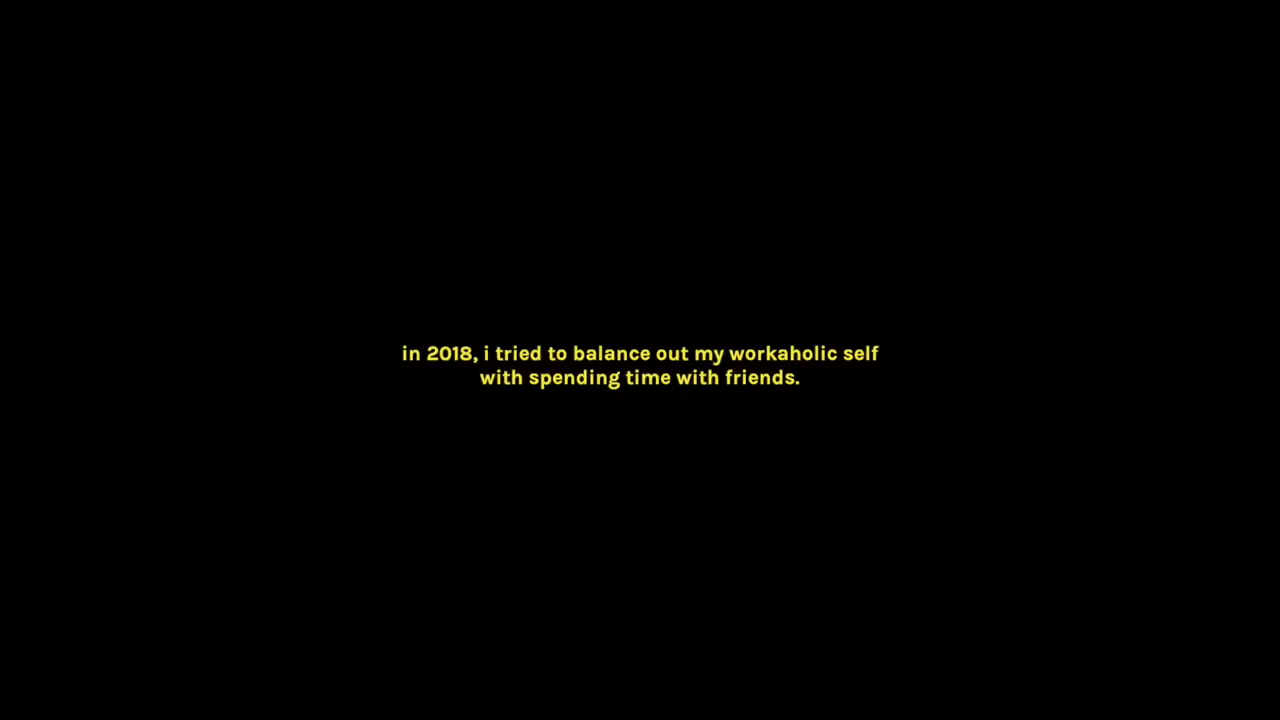 in 2018, i tried to balance out my workaholic self
with spending time with friends.